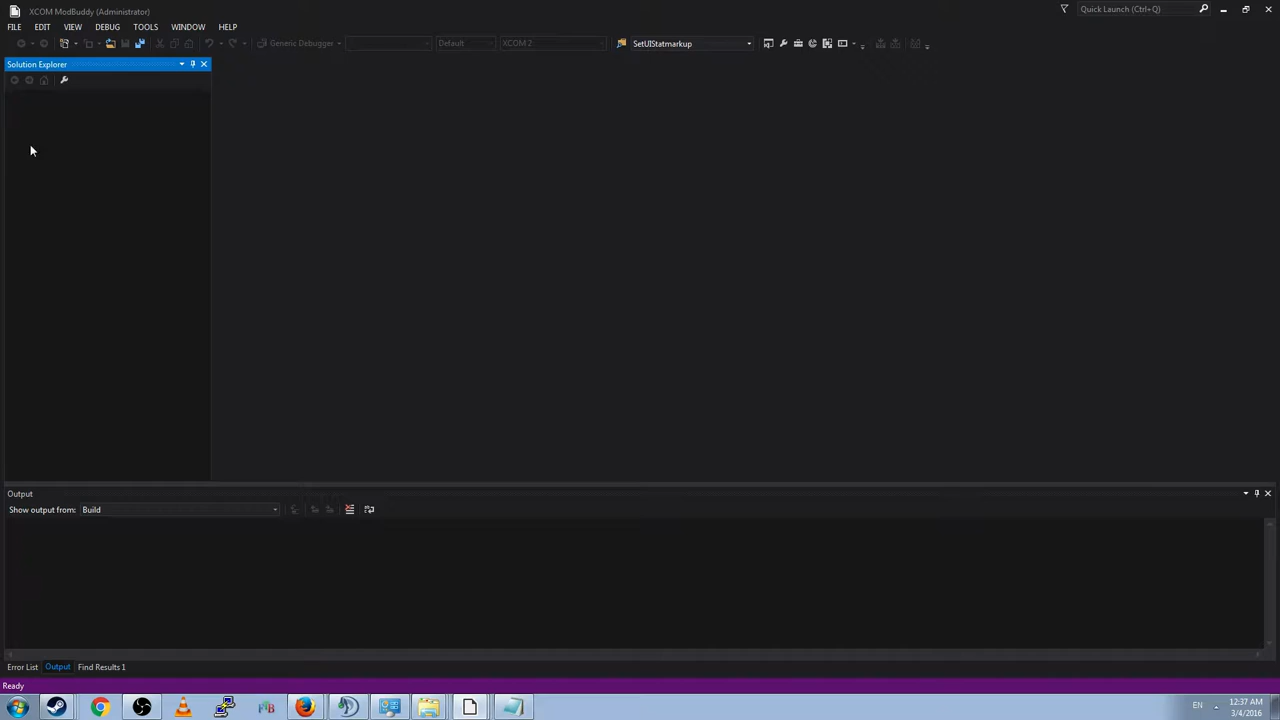 XCOM ModBuddy (Administrator)
Quick Launch (Ctrl+Q)
FILE EDIT VIEW DEBUG TOOLS WINDOW HELP
Generic Debugger Default XCOM 2 SetUIStatmarkup
Solution Explorer
Output
Show output from: Build
Error List Output Find Results 1
Ready
EN 12:37 AM
3/4/2016